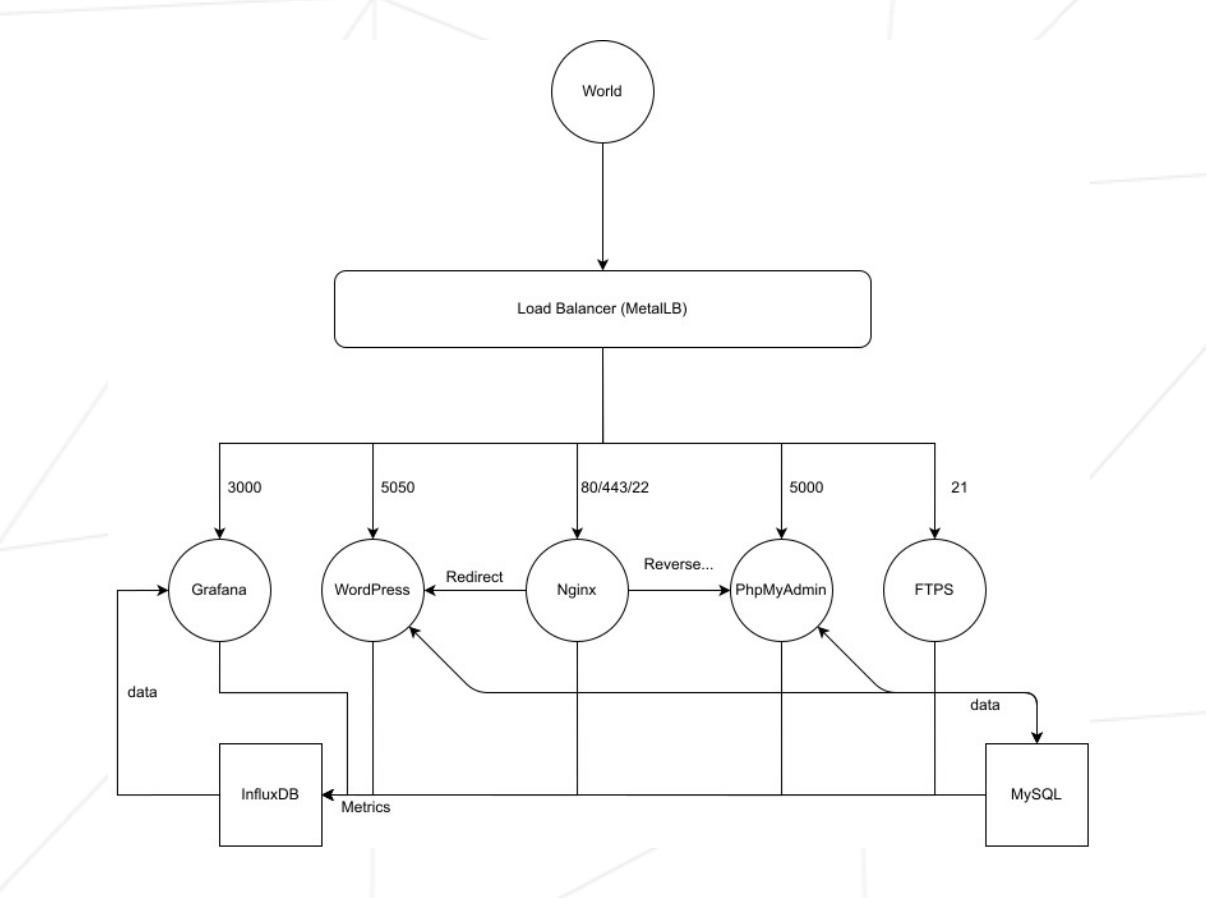 World
Load Balancer (MetalLB)
3000
5050
80/443/22
5000
21
Reverse...
Redirect
Grafana
WordPress
Nginx
PhpMyAdmin
FTPS
data
data
InfluxDB
Metrics
MySQL